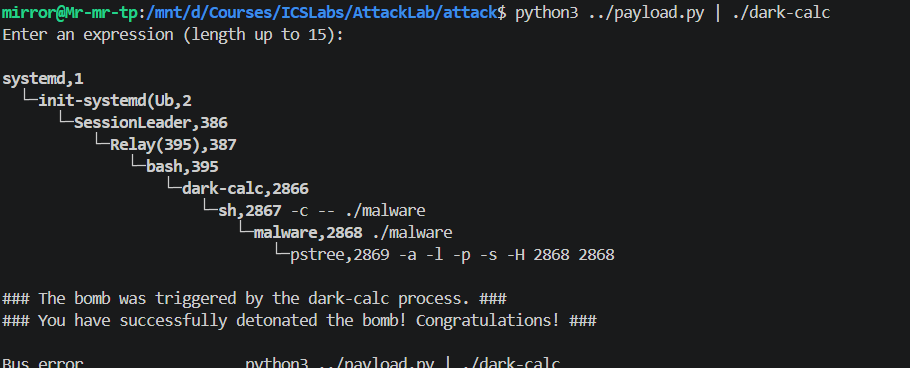 mirror@Mr-mr-tp:/mnt/d/Courses/ICSLabs/AttackLab/attack$ python3 ../payload.py | ./dark-calc
Enter an expression (length up to 15):
systemd,1
└─init-systemd(Ub,2
└─SessionLeader,386
└─Relay(395),387
└─bash,395
└─dark-calc,2866
└─sh,2867 -c -- ./malware
└─malware,2868 ./malware
└─pstree,2869 -a -l -p -s -H 2868 2868
### The bomb was triggered by the dark-calc process. ###
### You have successfully detonated the bomb! Congratulations! ###
Bus error python3 ../payload.py | ./dark-calc